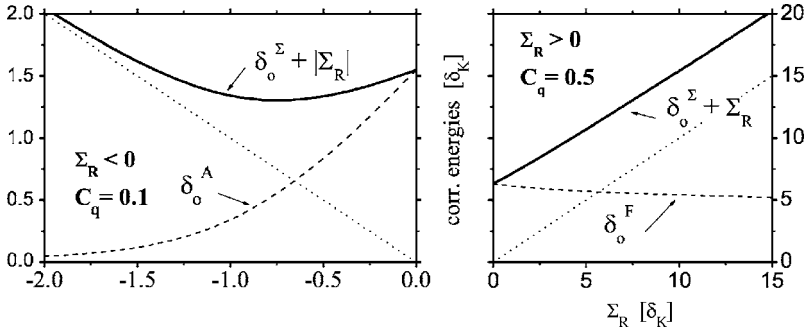 2.0
1.5
1.0
0.5
0.0
δ_o^Σ + |Σ_R|
Σ_R < 0
C_q = 0.1
δ_o^A
-2.0 -1.5 -1.0 -0.5 0.0
corr. energies [δ_K]
Σ_R > 0
C_q = 0.5
δ_o^Σ + Σ_R
δ_o^F
20
15
10
5
0
0 5 10 15
Σ_R [δ_K]